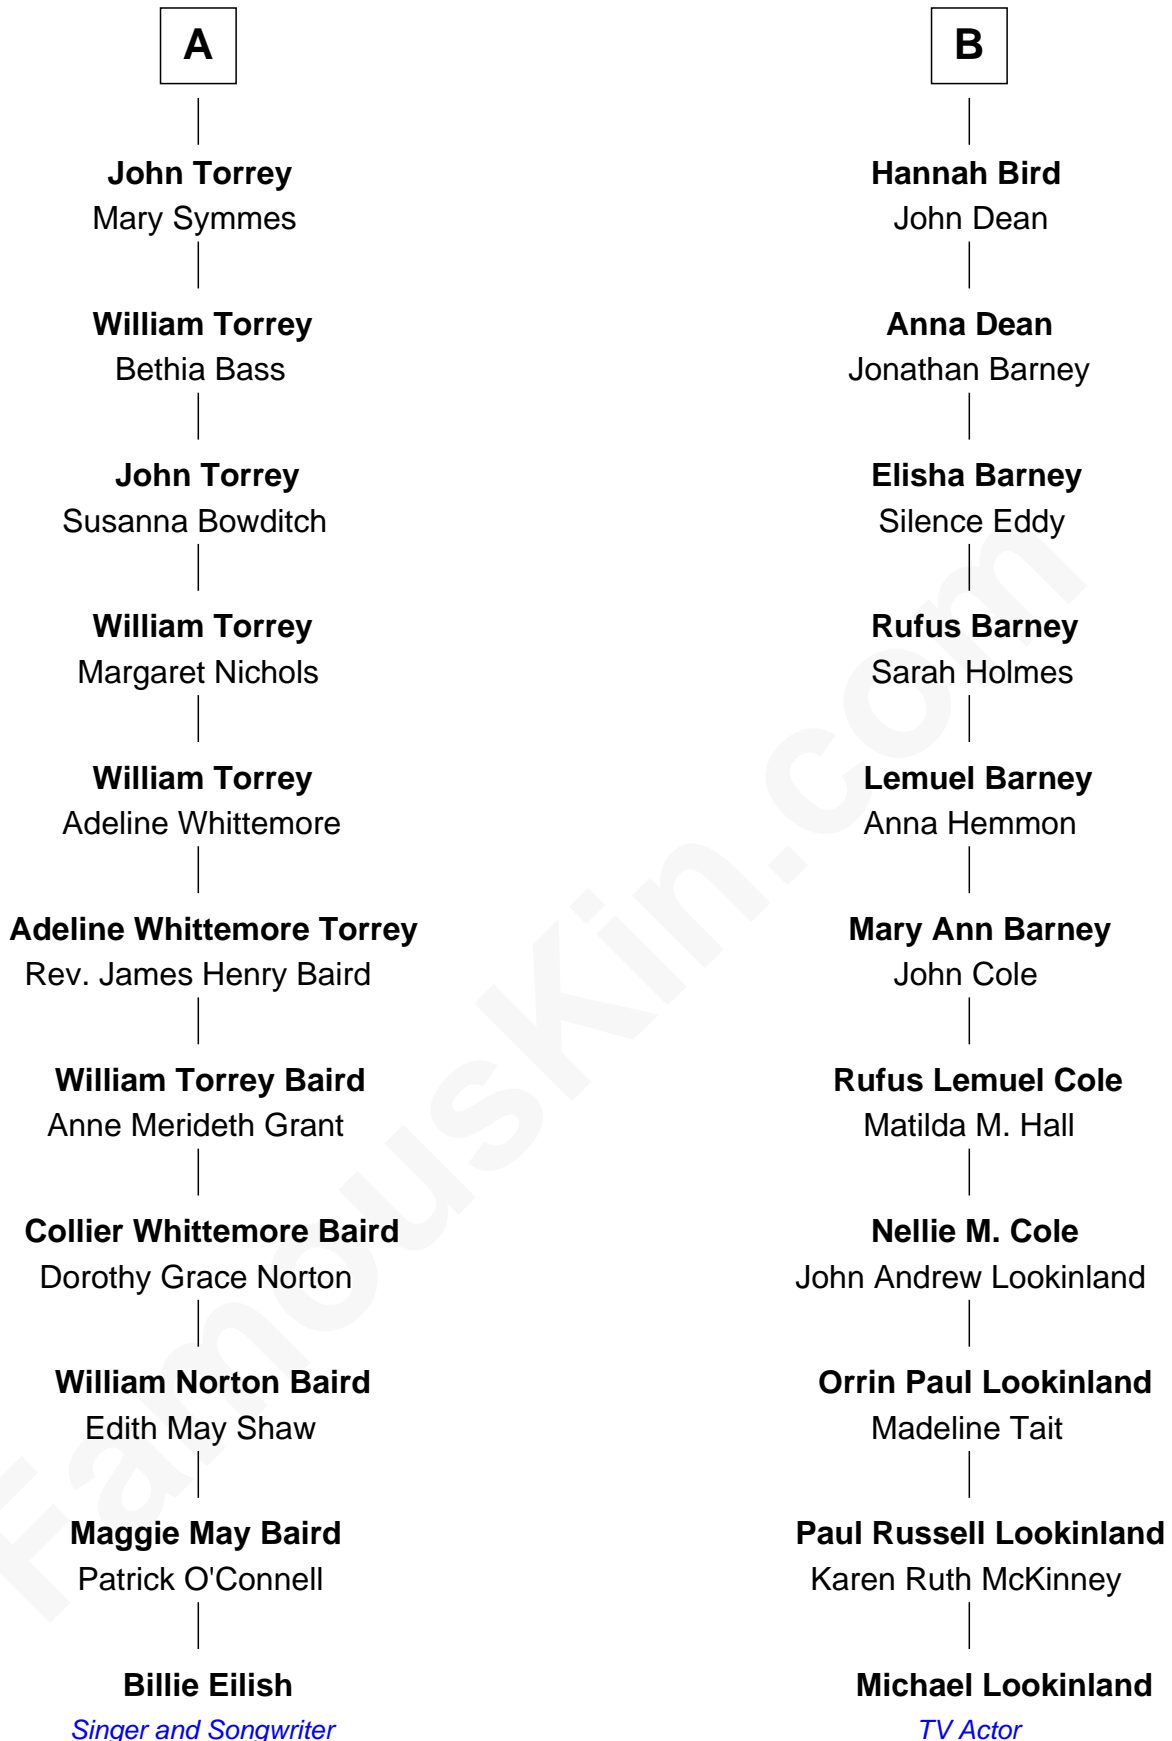 A
John Torrey
Mary Symmes
William Torrey
Bethia Bass
John Torrey
Susanna Bowditch
William Torrey
Margaret Nichols
William Torrey
Adeline Whittemore
Adeline Whittemore Torrey
Rev. James Henry Baird
William Torrey Baird
Anne Merideth Grant
Collier Whittemore Baird
Dorothy Grace Norton
William Norton Baird
Edith May Shaw
Maggie May Baird
Patrick O'Connell
Billie Eilish
Singer and Songwriter
B
Hannah Bird
John Dean
Anna Dean
Jonathan Barney
Elisha Barney
Silence Eddy
Rufus Barney
Sarah Holmes
Lemuel Barney
Anna Hemmon
Mary Ann Barney
John Cole
Rufus Lemuel Cole
Matilda M. Hall
Nellie M. Cole
John Andrew Lookinland
Orrin Paul Lookinland
Madeline Tait
Paul Russell Lookinland
Karen Ruth McKinney
Michael Lookinland
TV Actor
FamousKin.com